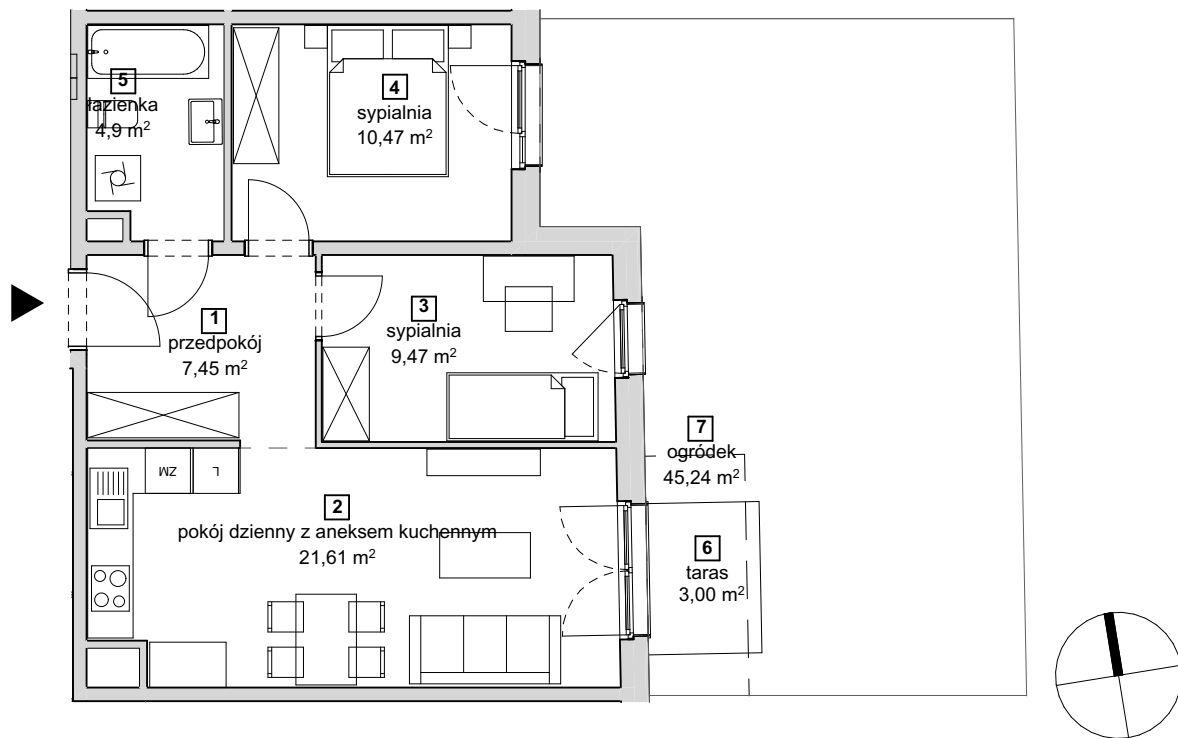 5
łazienka
4,9 m²
4
sypialnia
10,47 m²
1
przedpokój
7,45 m²
3
sypialnia
9,47 m²
7
ogródek
45,24 m²
ZM
L
2
pokój dzienny z aneksem kuchennym
21,61 m²
6
taras
3,00 m²